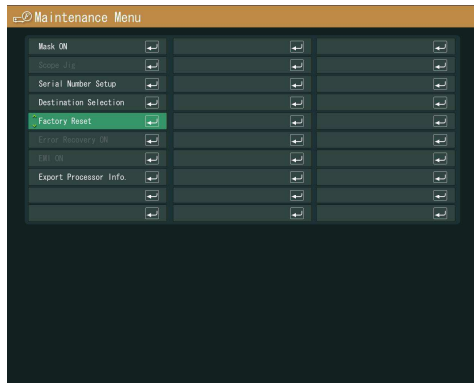 Maintenance Menu
Mask ON
Scope Jig
Serial Number Setup
Destination Selection
Factory Reset
Error Recovery ON
EMI ON
Export Processor Info.